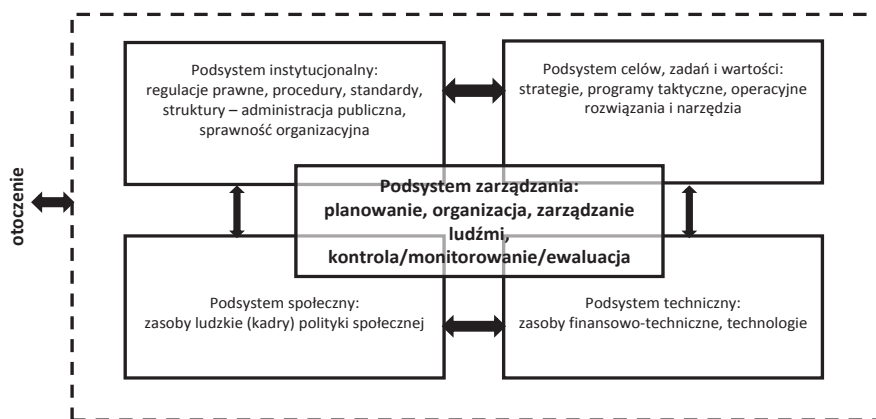 Podsystem instytucjonalny:
regulacje prawne, procedury, standardy,
struktury – administracja publiczna,
sprawność organizacyjna
Podsystem celów, zadań i wartości:
strategie, programy taktyczne, operacyjne
rozwiązania i narzędzia
otoczenie
Podsystem zarządzania:
planowanie, organizacja, zarządzanie
ludźmi,
kontrola/monitorowanie/ewaluacja
Podsystem społeczny:
zasoby ludzkie (kadry) polityki społecznej
Podsystem techniczny:
zasoby finansowo-techniczne, technologie